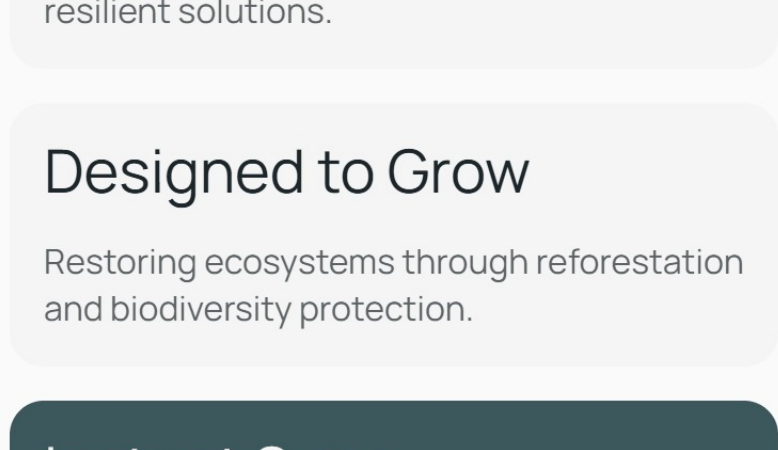 resilient solutions.
Designed to Grow
Restoring ecosystems through reforestation
and biodiversity protection.